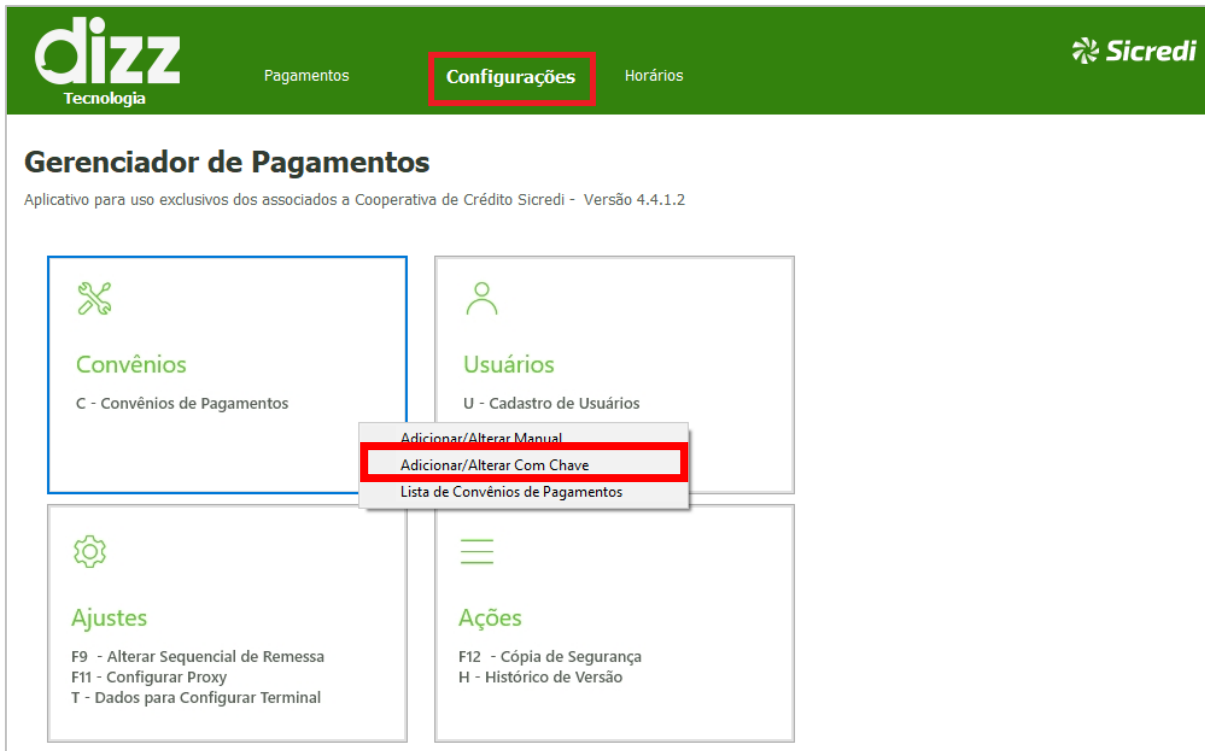 dizz
Tecnologia
Pagamentos
Configurações
Horários
Sicredi
Gerenciador de Pagamentos
Aplicativo para uso exclusivos dos associados a Cooperativa de Crédito Sicredi - Versão 4.4.1.2
Convênios
C - Convênios de Pagamentos
Usuários
U - Cadastro de Usuários
Adicionar/Alterar Manual
Adicionar/Alterar Com Chave
Lista de Convênios de Pagamentos
Ajustes
F9 - Alterar Sequencial de Remessa
F11 - Configurar Proxy
T - Dados para Configurar Terminal
Ações
F12 - Cópia de Segurança
H - Histórico de Versão